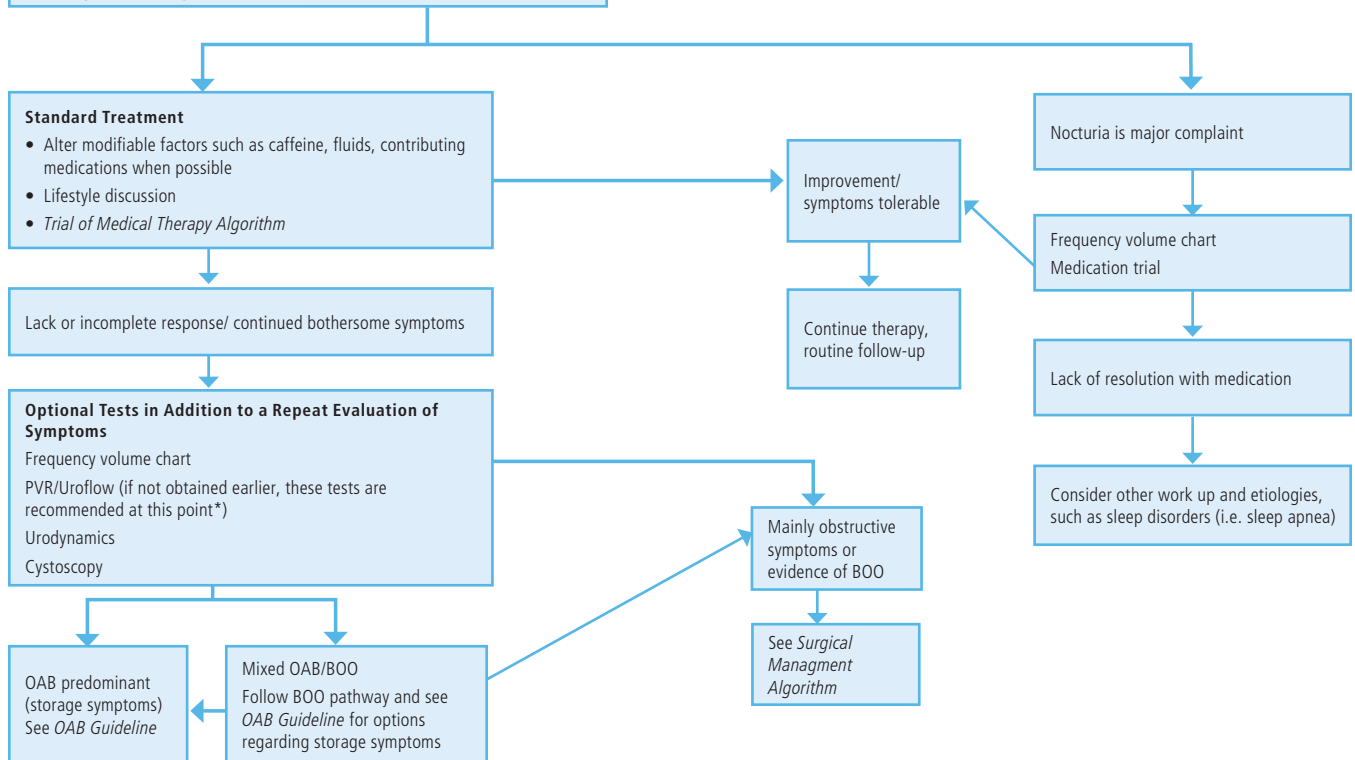 Standard Treatment
• Alter modifiable factors such as caffeine, fluids, contributing
medications when possible
• Lifestyle discussion
• Trial of Medical Therapy Algorithm
Lack or incomplete response/ continued bothersome symptoms
Optional Tests in Addition to a Repeat Evaluation of
Symptoms
Frequency volume chart
PVR/Uroflow (if not obtained earlier, these tests are
recommended at this point*)
Urodynamics
Cystoscopy
OAB predominant
(storage symptoms)
See OAB Guideline
Mixed OAB/BOO
Follow BOO pathway and see
OAB Guideline for options
regarding storage symptoms
Improvement/
symptoms tolerable
Continue therapy,
routine follow-up
Mainly obstructive
symptoms or
evidence of BOO
See Surgical
Managment
Algorithm
Nocturia is major complaint
Frequency volume chart
Medication trial
Lack of resolution with medication
Consider other work up and etiologies,
such as sleep disorders (i.e. sleep apnea)